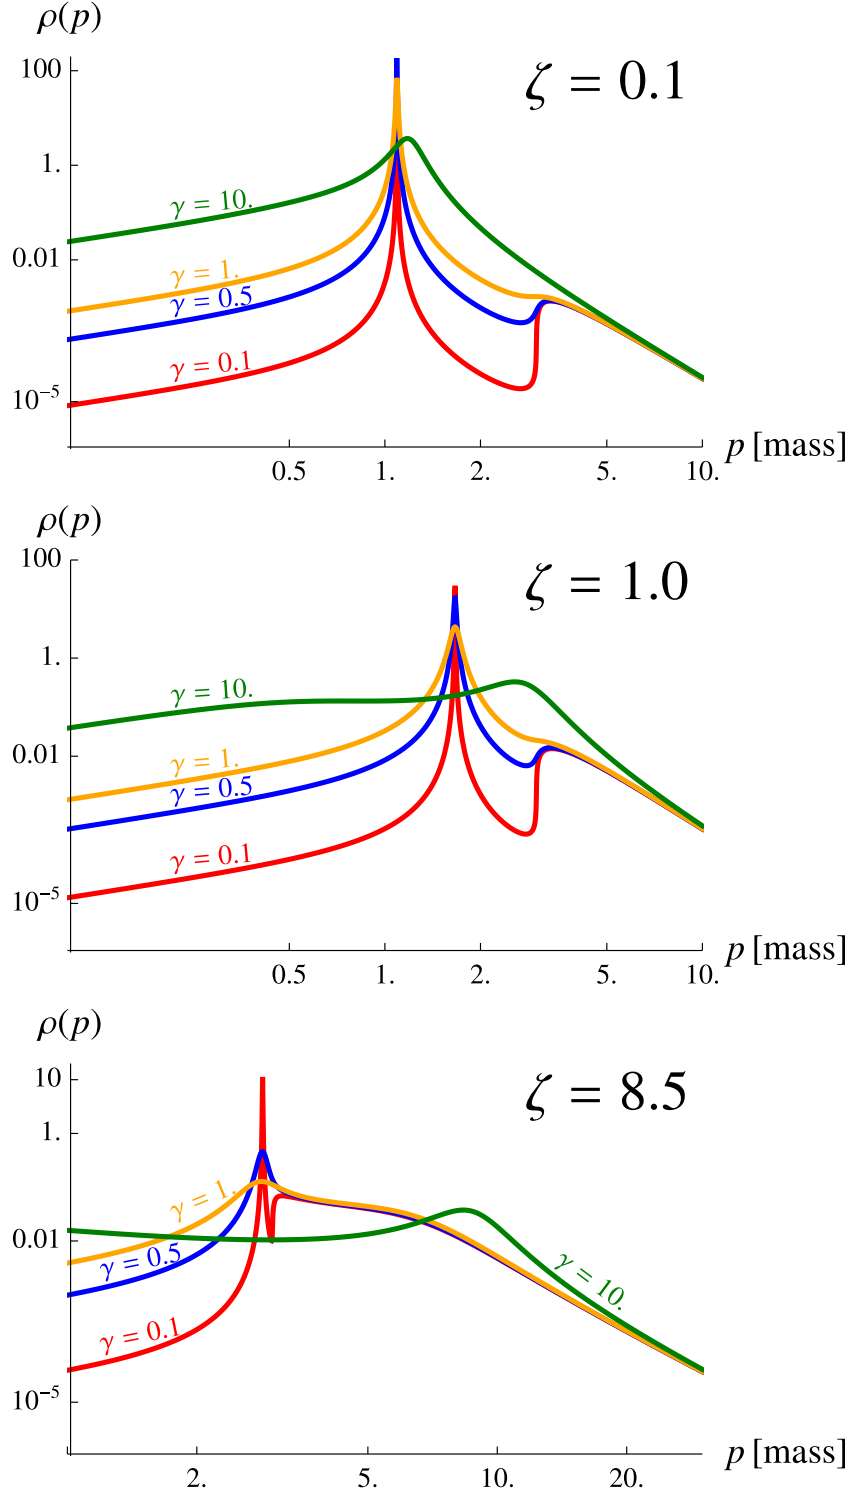 ρ(p)
ζ = 0.1
100
1.
0.01
10⁻⁵
γ = 10.
γ = 1.
γ = 0.5
γ = 0.1
0.5 1. 2. 5. 10.
p [mass]
ρ(p)
ζ = 1.0
100
1.
0.01
10⁻⁵
γ = 10.
γ = 1.
γ = 0.5
γ = 0.1
0.5 1. 2. 5. 10.
p [mass]
ρ(p)
ζ = 8.5
10
1.
0.01
10⁻⁵
γ = 1.
γ = 0.5
γ = 10.
γ = 0.1
2. 5. 10. 20.
p [mass]